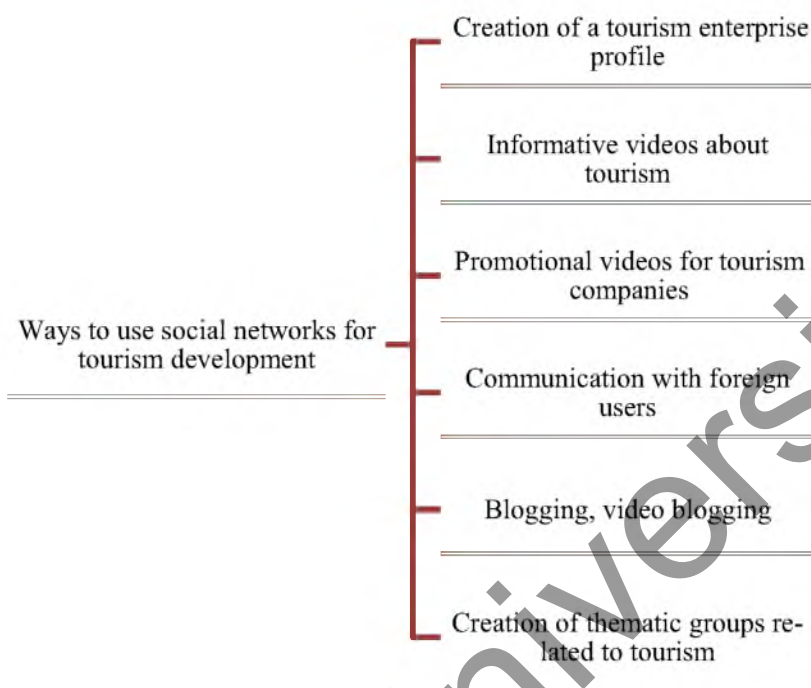 Ways to use social networks for
tourism development
Creation of a tourism enterprise
profile
Informative videos about
tourism
Promotional videos for tourism
companies
Communication with foreign
users
Blogging, video blogging
Creation of thematic groups re-
lated to tourism
niversi